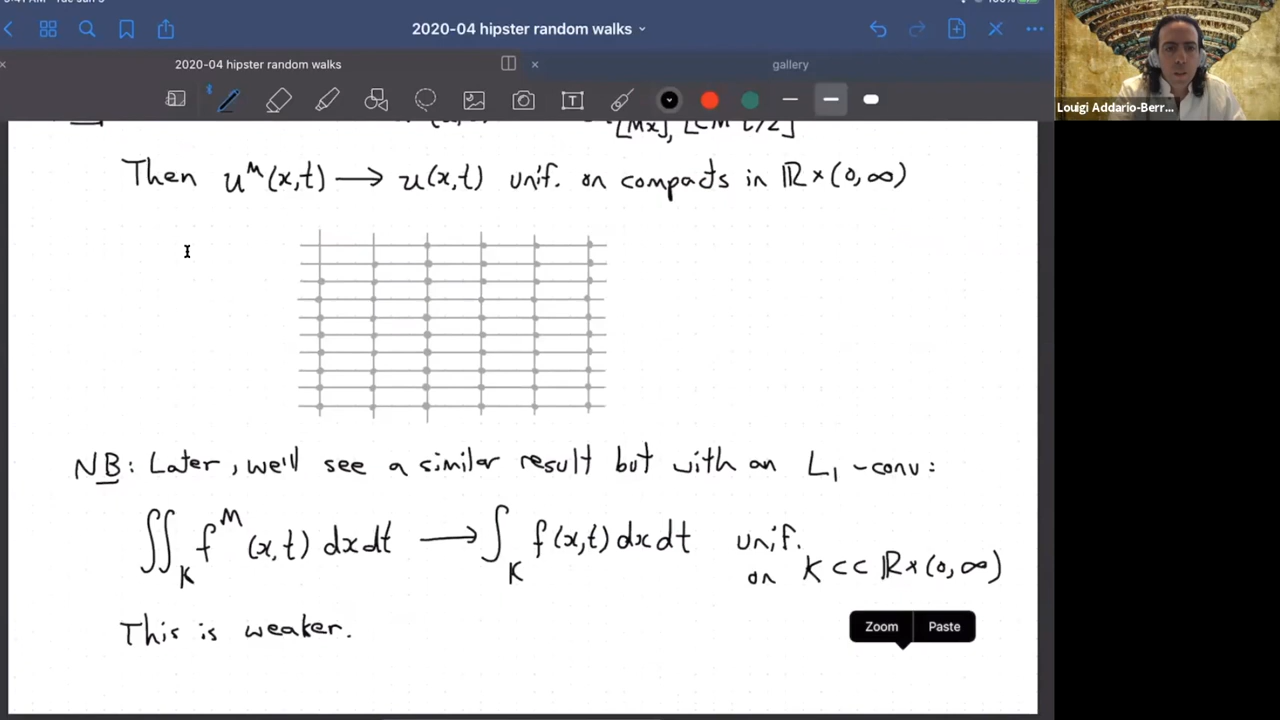 2020-04 hipster random walks
2020-04 hipster random walks
gallery
Louigi Addario-Berr...
⌊Mx⌋,
Then u^M(x,t) ⟶ u(x,t) unif. on compacts in ℝ×(0,∞)
NB: Later, we'll see a similar result but with an L₁-conv:
∬_K f^M(x,t) dxdt ⟶ ∫_K f(x,t) dxdt unif.
on K ⊂⊂ ℝ×(0,∞)
This is weaker.
Zoom Paste